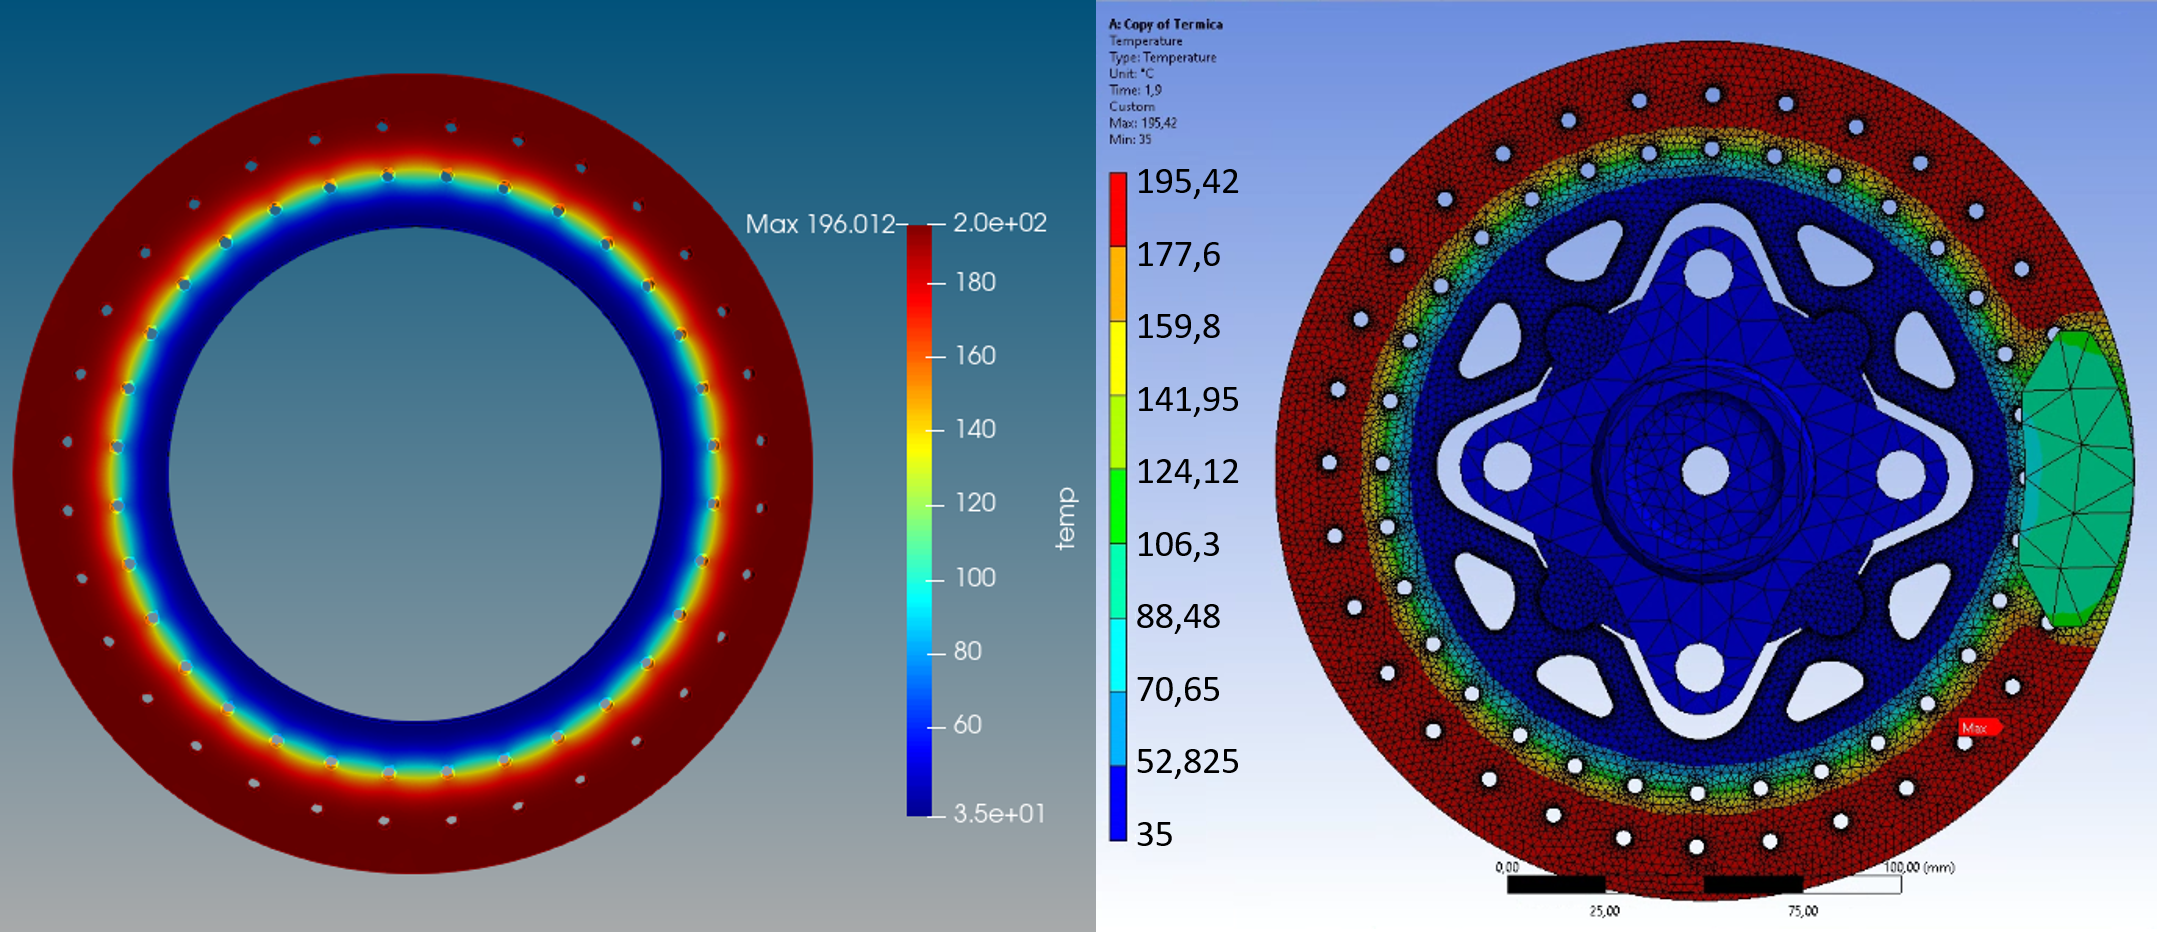 Max 196.012
2.0e+02
180
160
140
120
100
80
60
3.5e+01
temp
A: Copy of Termica
Temperature
Type: Temperature
Unit: °C
Time: 1,9
Custom
Max: 195,42
Min: 35
195,42
177,6
159,8
141,95
124,12
106,3
88,48
70,65
52,825
35
Max
0,00
100,00 (mm)
25,00
75,00